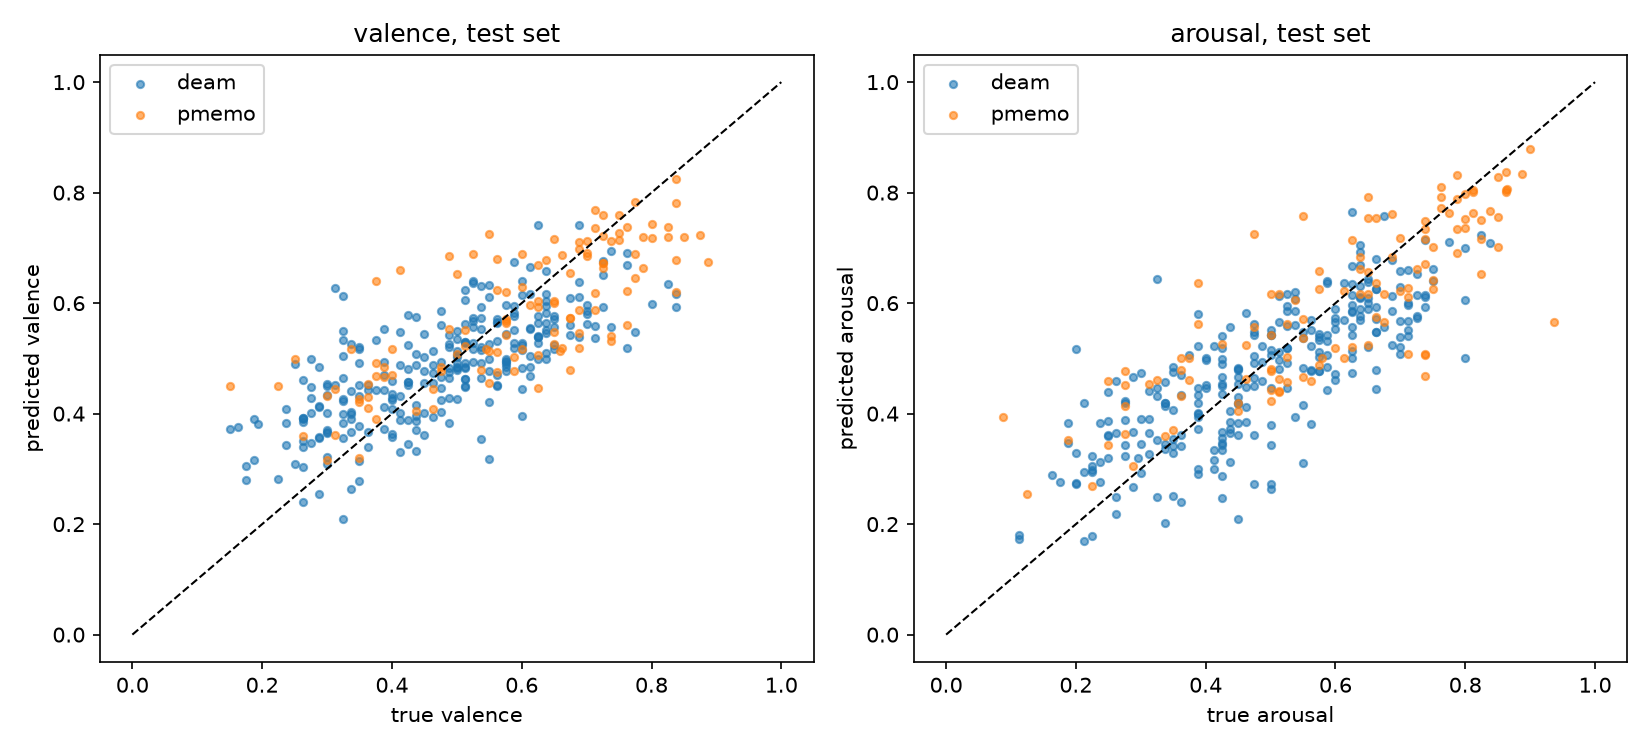 valence, test set
deam
pmemo
1.0
0.8
0.6
0.4
0.2
0.0
predicted valence
0.0 0.2 0.4 0.6 0.8 1.0
true valence
arousal, test set
deam
pmemo
1.0
0.8
0.6
0.4
0.2
0.0
predicted arousal
0.0 0.2 0.4 0.6 0.8 1.0
true arousal